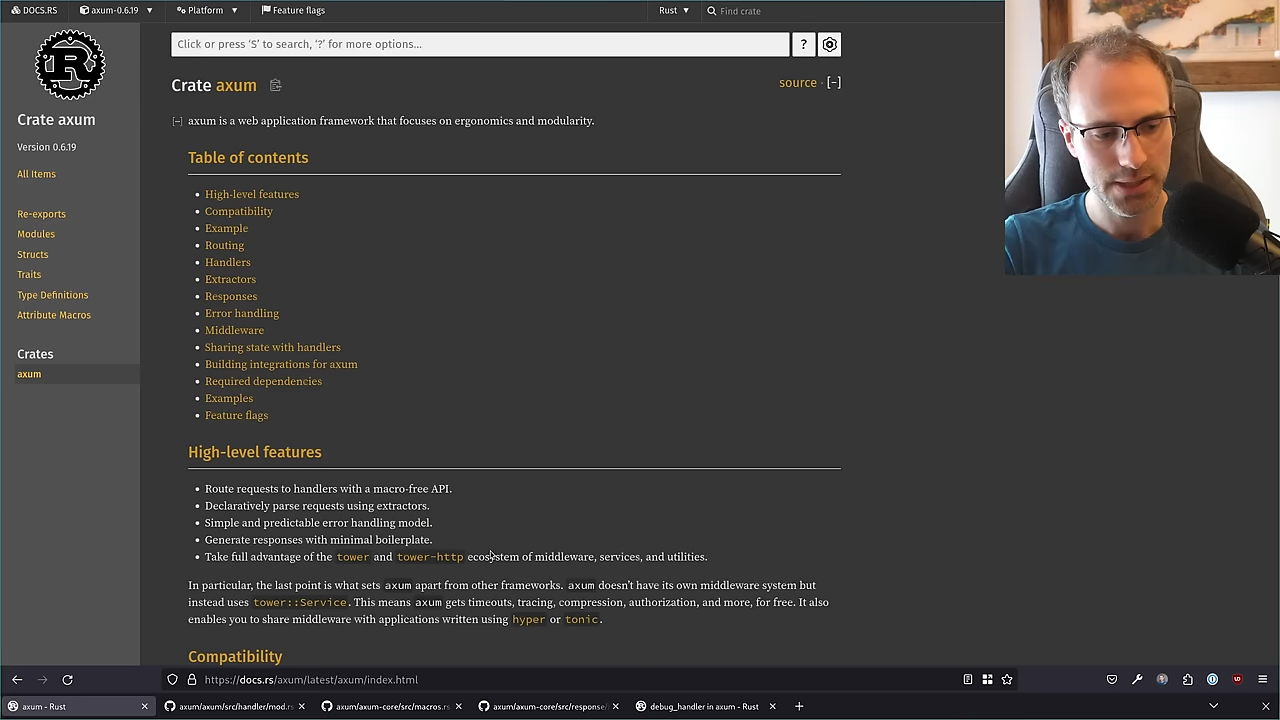 DOCS.RS
axum-0.6.19
Platform
Feature flags
Rust
Find crate
Click or press ‘S’ to search, ‘?’ for more options…
?
Crate axum
source · [−]
Crate axum
Version 0.6.19
All Items
Re-exports
Modules
Structs
Traits
Type Definitions
Attribute Macros
Crates
axum
[−] axum is a web application framework that focuses on ergonomics and modularity.
Table of contents
• High-level features
• Compatibility
• Example
• Routing
• Handlers
• Extractors
• Responses
• Error handling
• Middleware
• Sharing state with handlers
• Building integrations for axum
• Required dependencies
• Examples
• Feature flags
High-level features
• Route requests to handlers with a macro-free API.
• Declaratively parse requests using extractors.
• Simple and predictable error handling model.
• Generate responses with minimal boilerplate.
• Take full advantage of the tower and tower-http ecosystem of middleware, services, and utilities.
In particular, the last point is what sets axum apart from other frameworks. axum doesn’t have its own middleware system but
instead uses tower::Service. This means axum gets timeouts, tracing, compression, authorization, and more, for free. It also
enables you to share middleware with applications written using hyper or tonic.
Compatibility
https://docs.rs/axum/latest/axum/index.html
axum - Rust
axum/axum/src/handler/mod.rs
axum/axum-core/src/macros.rs
axum/axum-core/src/response/
debug_handler in axum - Rust